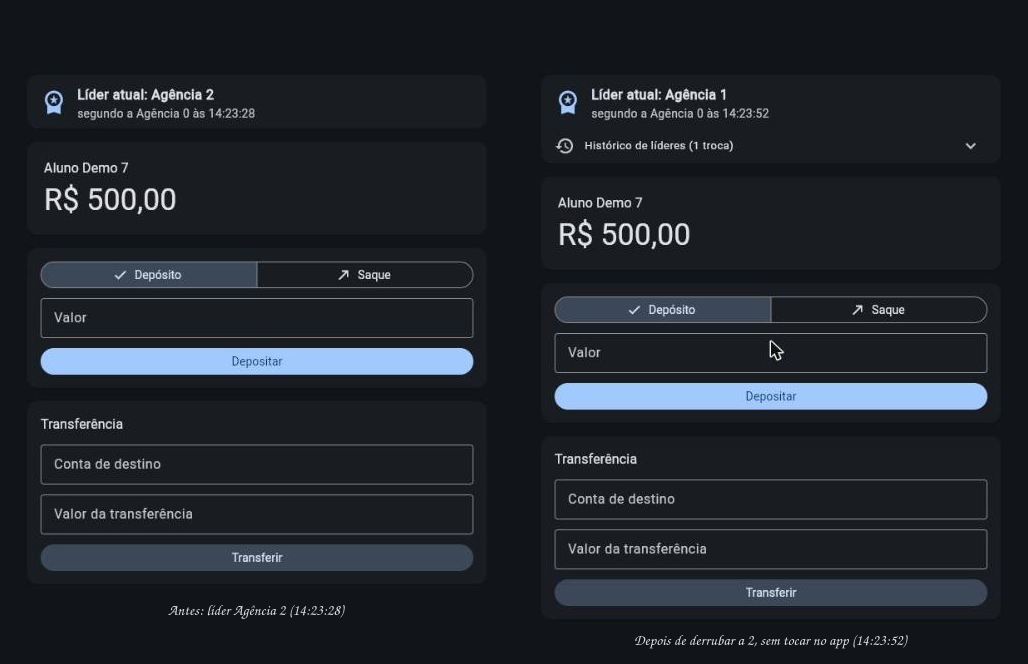 Líder atual: Agência 2
segundo a Agência 0 às 14:23:28
Aluno Demo 7
R$ 500,00
Depósito
Saque
Valor
Depositar
Transferência
Conta de destino
Valor da transferência
Transferir
Antes: líder Agência 2 (14:23:28)
Líder atual: Agência 1
segundo a Agência 0 às 14:23:52
Histórico de líderes (1 troca)
Aluno Demo 7
R$ 500,00
Depósito
Saque
Valor
Depositar
Transferência
Conta de destino
Valor da transferência
Transferir
Depois de derrubar a 2, sem tocar no app (14:23:52)